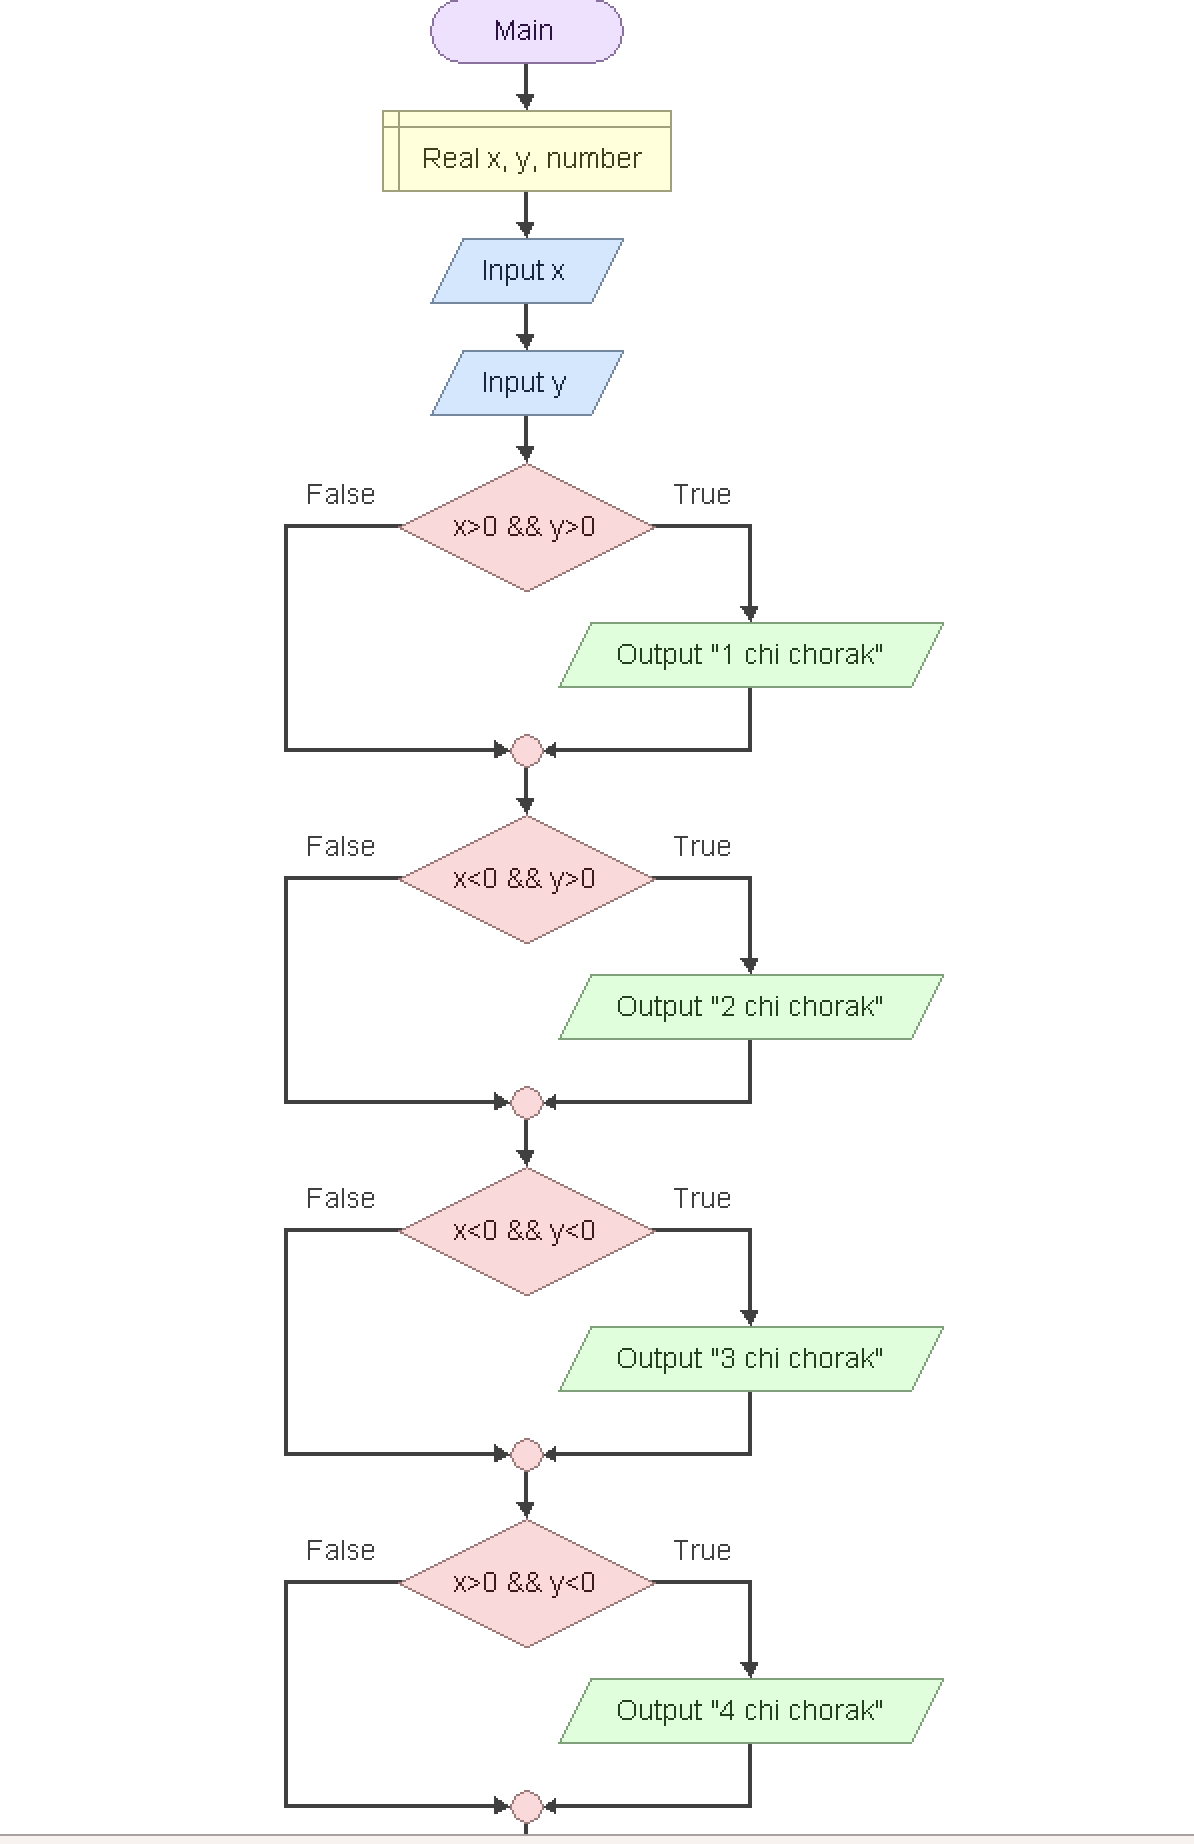 Main
Real x, y, number
Input x
Input y
False
True
x>0 && y>0
Output "1 chi chorak"
False
True
x<0 && y>0
Output "2 chi chorak"
False
True
x<0 && y<0
Output "3 chi chorak"
False
True
x>0 && y<0
Output "4 chi chorak"